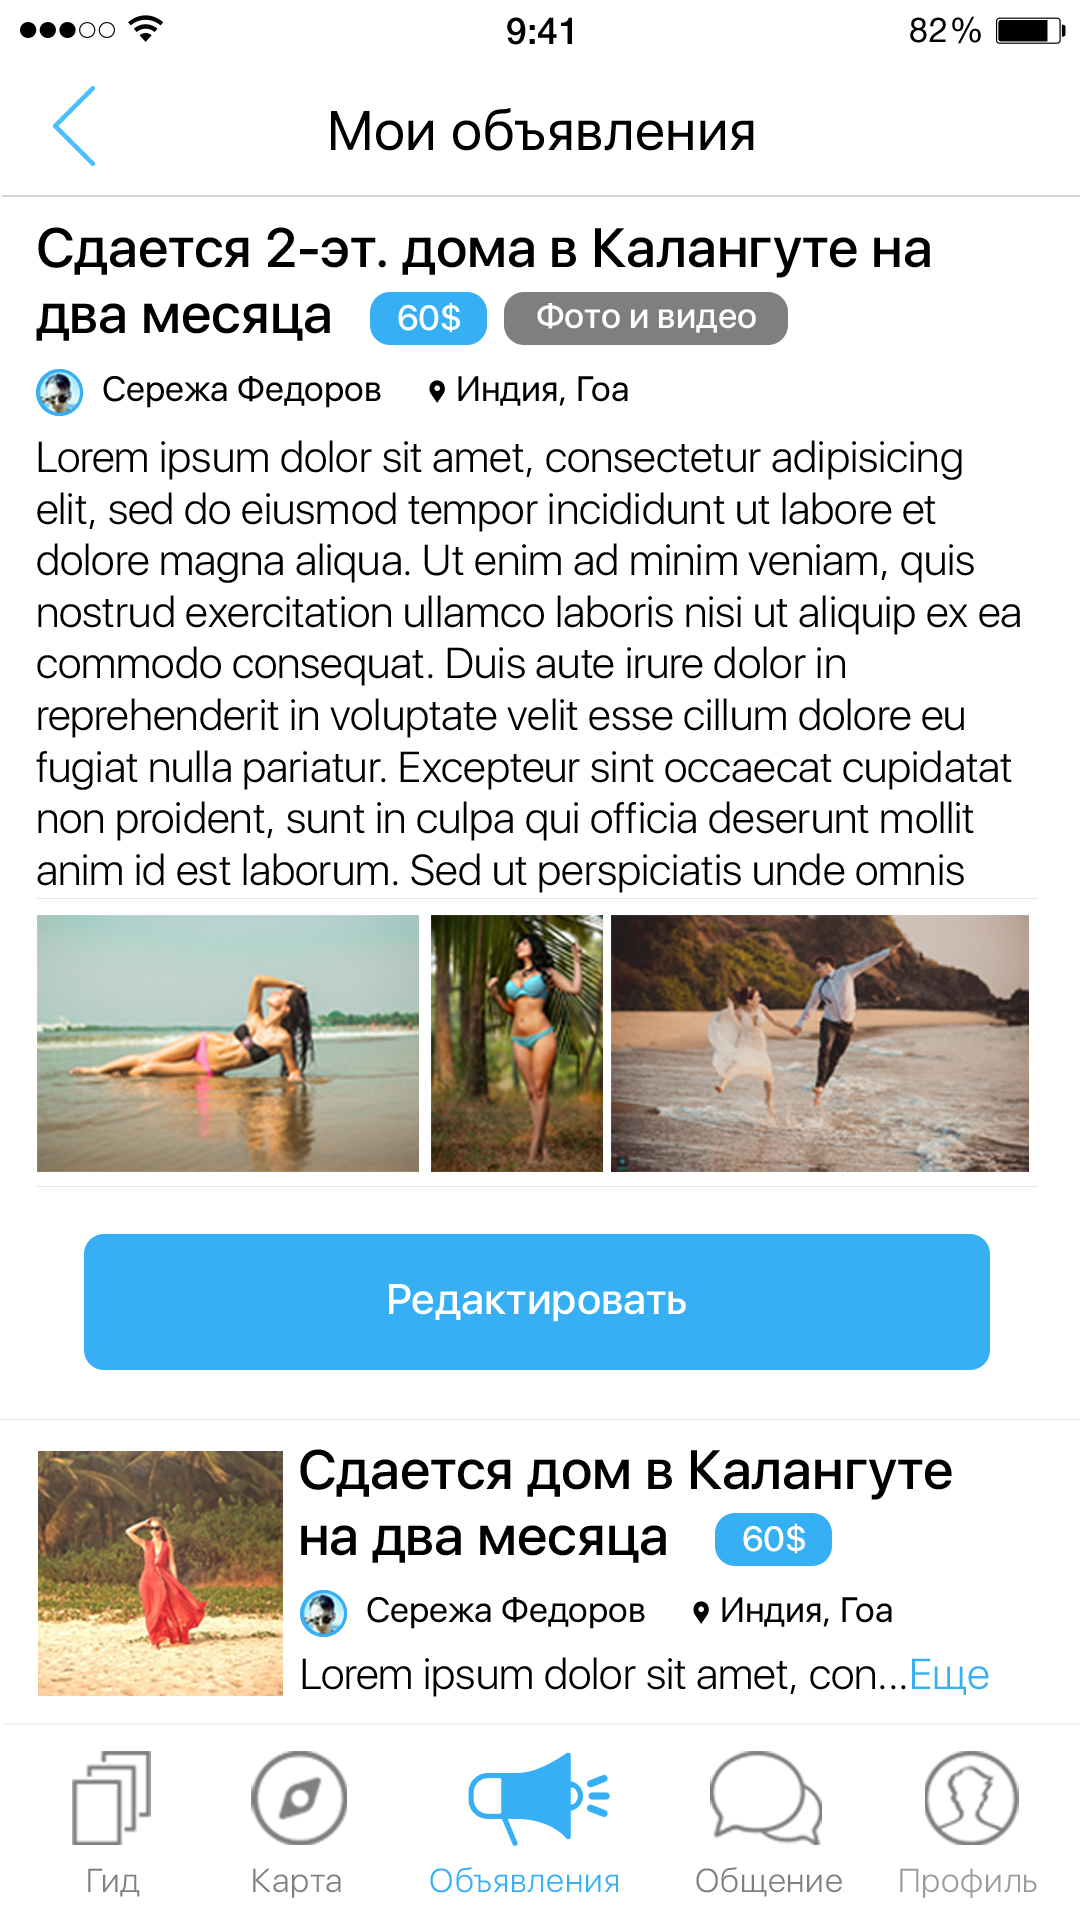 9:41
82%
Мои объявления
Сдается 2-эт. дома в Калангуте на
два месяца 60$ Фото и видео
Сережа Федоров Индия, Гоа
Lorem ipsum dolor sit amet, consectetur adipisicing
elit, sed do eiusmod tempor incididunt ut labore et
dolore magna aliqua. Ut enim ad minim veniam, quis
nostrud exercitation ullamco laboris nisi ut aliquip ex ea
commodo consequat. Duis aute irure dolor in
reprehenderit in voluptate velit esse cillum dolore eu
fugiat nulla pariatur. Excepteur sint occaecat cupidatat
non proident, sunt in culpa qui officia deserunt mollit
anim id est laborum. Sed ut perspiciatis unde omnis
Редактировать
Сдается дом в Калангуте
на два месяца 60$
Сережа Федоров Индия, Гоа
Lorem ipsum dolor sit amet, con...Еще
Гид Карта Объявления Общение Профиль